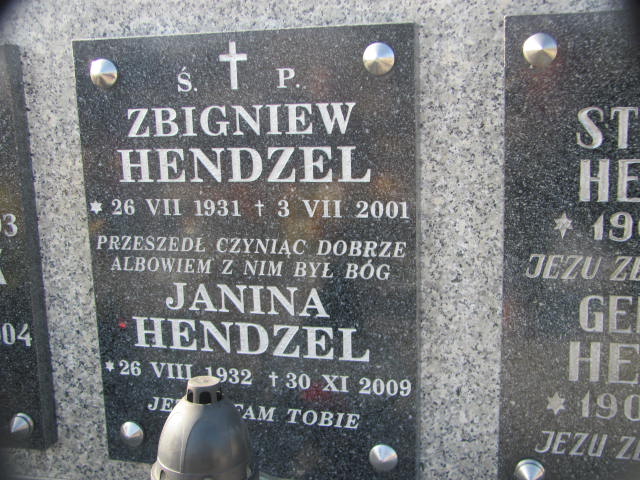 Ś. P.
ZBIGNIEW
HENDZEL
* 26 VII 1931 † 3 VII 2001
PRZESZEDŁ CZYNIĄC DOBRZE
ALBOWIEM Z NIM BYŁ BÓG
JANINA
HENDZEL
* 26 VIII 1932 † 30 XI 2009
TOBIE
JEZU
JEZU